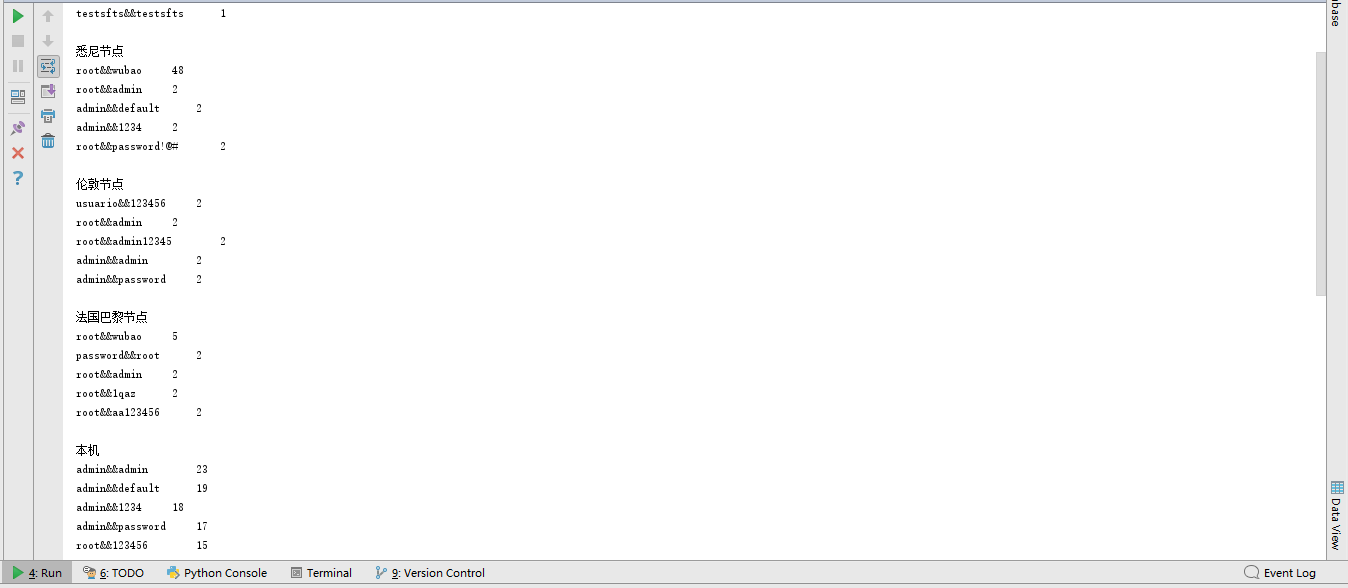 testsfts&&testsfts 1
悉尼节点
root&&wubao 48
root&&admin 2
admin&&default 2
admin&&1234 2
root&&password!@# 2
伦敦节点
usuario&&123456 2
root&&admin 2
root&&admin12345 2
admin&&admin 2
admin&&password 2
法国巴黎节点
root&&wubao 5
password&&root 2
root&&admin 2
root&&1qaz 2
root&&aa123456 2
本机
admin&&admin 23
admin&&default 19
admin&&1234 18
admin&&password 17
root&&123456 15
4: Run 6: TODO Python Console Terminal 9: Version Control Event Log
Data View